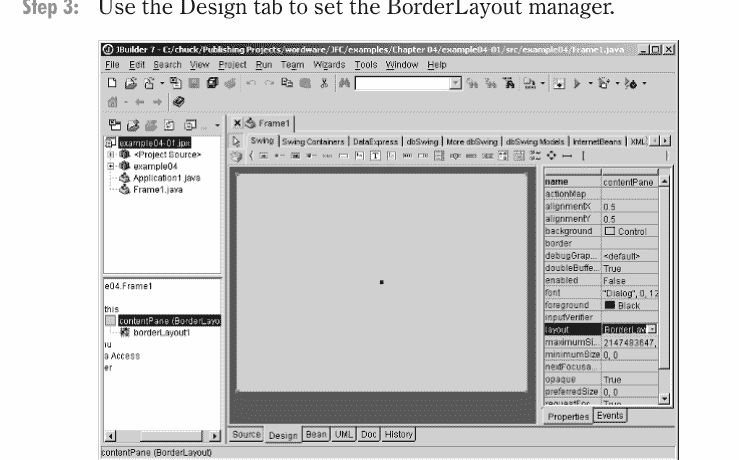 Step 3: Use the Design tab to set the BorderLayout manager.
JBuilder 7 - E:/chuck/Publishing Projects/wordware/JFC/examples/Chapter 04/example04-01/src/example04/Frame1.java
File Edit Search View Project Run Team Wizards Tools Window Help
Frame1
example04-01.jpx
<Project Source>
example04
Application1.java
Frame1.java
Swing Swing Containers DataExpress dbSwing More dbSwing dbSwing Models InternetBeans XML
name contentPane
actionMap
alignmentX 0.5
alignmentY 0.5
background Control
border
debugGrap... <default>
doubleBuffe... True
enabled False
font "Dialog", 0, 12
foreground Black
inputVerifier
layout BorderLay
maximumSi... 2147483647,
minimumSize 0, 0
nextFocusa...
opaque True
preferredSize 0, 0
requestFoc... True
Properties Events
e04.Frame1
this
contentPane (BorderLayo
borderLayout1
nu
a Access
er
Source Design Bean UML Doc History
contentPane (BorderLayout)